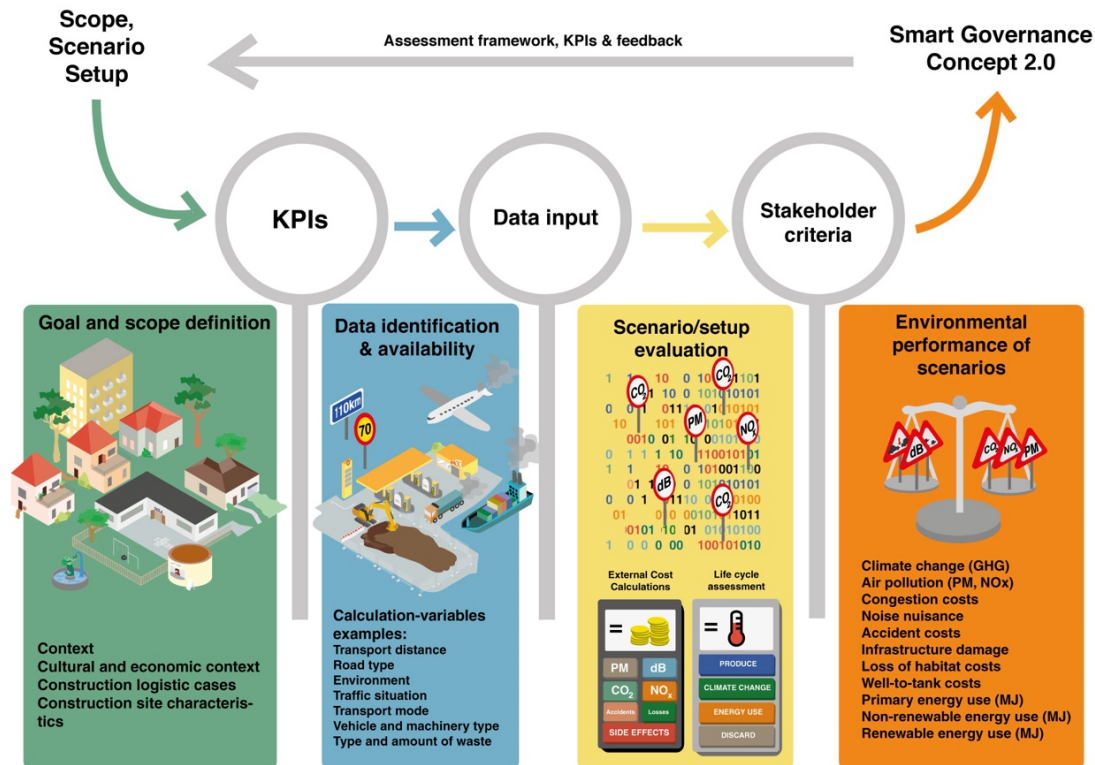 Scope,
Scenario
Setup
Assessment framework, KPIs & feedback
Smart Governance
Concept 2.0
KPIs
Data input
Stakeholder
criteria
Goal and scope definition
Context
Cultural and economic context
Construction logistic cases
Construction site characteris-
tics
Data identification
& availability
110km
70
Calculation-variables
examples:
Transport distance
Road type
Environment
Traffic situation
Transport mode
Vehicle and machinery type
Type and amount of waste
Scenario/setup
evaluation
CO2
CO2
PM
NOx
dB
CO2
External Cost
Calculations
=
PM
dB
CO2
NOx
Accidents
Losses
SIDE EFFECTS
Life cycle
assessment
=
PRODUCE
CLIMATE CHANGE
ENERGY USE
DISCARD
Environmental
performance of
scenarios
dB
CO2
NOx
PM
Climate change (GHG)
Air pollution (PM, NOx)
Congestion costs
Noise nuisance
Accident costs
Infrastructure damage
Loss of habitat costs
Well-to-tank costs
Primary energy use (MJ)
Non-renewable energy use (MJ)
Renewable energy use (MJ)